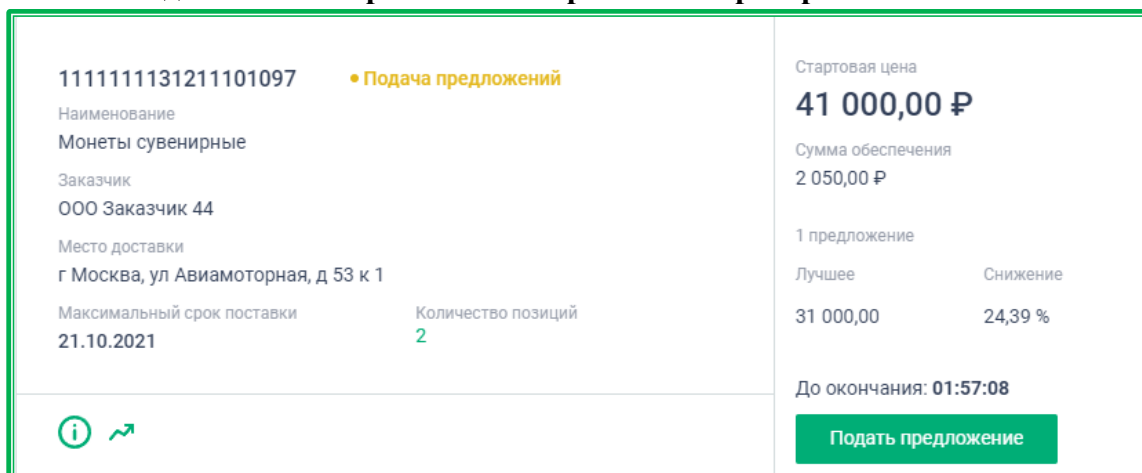 1111111131211101097
• Подача предложений
Наименование
Монеты сувенирные
Заказчик
ООО Заказчик 44
Место доставки
г Москва, ул Авиамоторная, д 53 к 1
Максимальный срок поставки
Количество позиций
21.10.2021
2
Стартовая цена
41 000,00 ₽
Сумма обеспечения
2 050,00 ₽
1 предложение
Лучшее
Снижение
31 000,00
24,39 %
До окончания: 01:57:08
Подать предложение